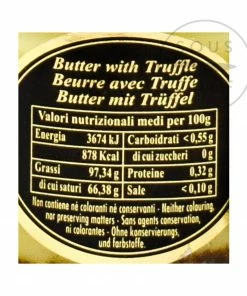 SOUS
Butter with Truffle
Beurre avec Truffe
Butter mit Trüffel
Valori nutrizionali medi per 100g
Energia 3674 kJ Carboidrati <0,55 g
878 Kcal di cui zuccheri 0 g
Grassi 97,34 g Proteine 0,32 g
di cui saturi 66,38 g Sale <0,10 g
Non contiene né coloranti né conservanti - Neither colouring,
nor preserving matters - Sans agents conservation,
ni colorantes - Ohne konservierungs,
und farbstoffe.